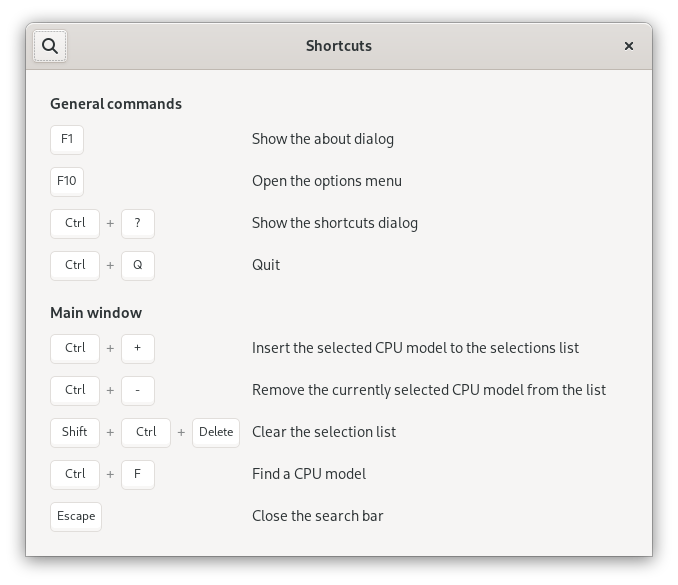 Shortcuts ×
General commands
F1 Show the about dialog
F10 Open the options menu
Ctrl + ? Show the shortcuts dialog
Ctrl + Q Quit
Main window
Ctrl + + Insert the selected CPU model to the selections list
Ctrl + - Remove the currently selected CPU model from the list
Shift + Ctrl + Delete Clear the selection list
Ctrl + F Find a CPU model
Escape Close the search bar